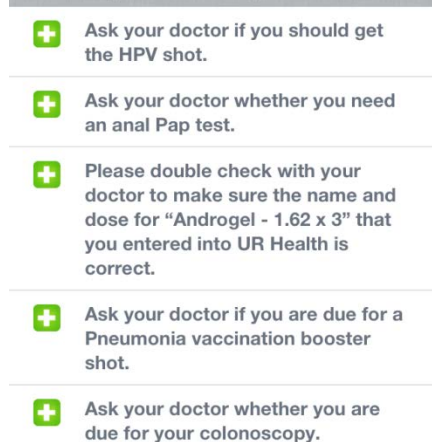 Ask your doctor if you should get
the HPV shot.
Ask your doctor whether you need
an anal Pap test.
Please double check with your
doctor to make sure the name and
dose for “Androgel - 1.62 x 3” that
you entered into UR Health is
correct.
Ask your doctor if you are due for a
Pneumonia vaccination booster
shot.
Ask your doctor whether you are
due for your colonoscopy.